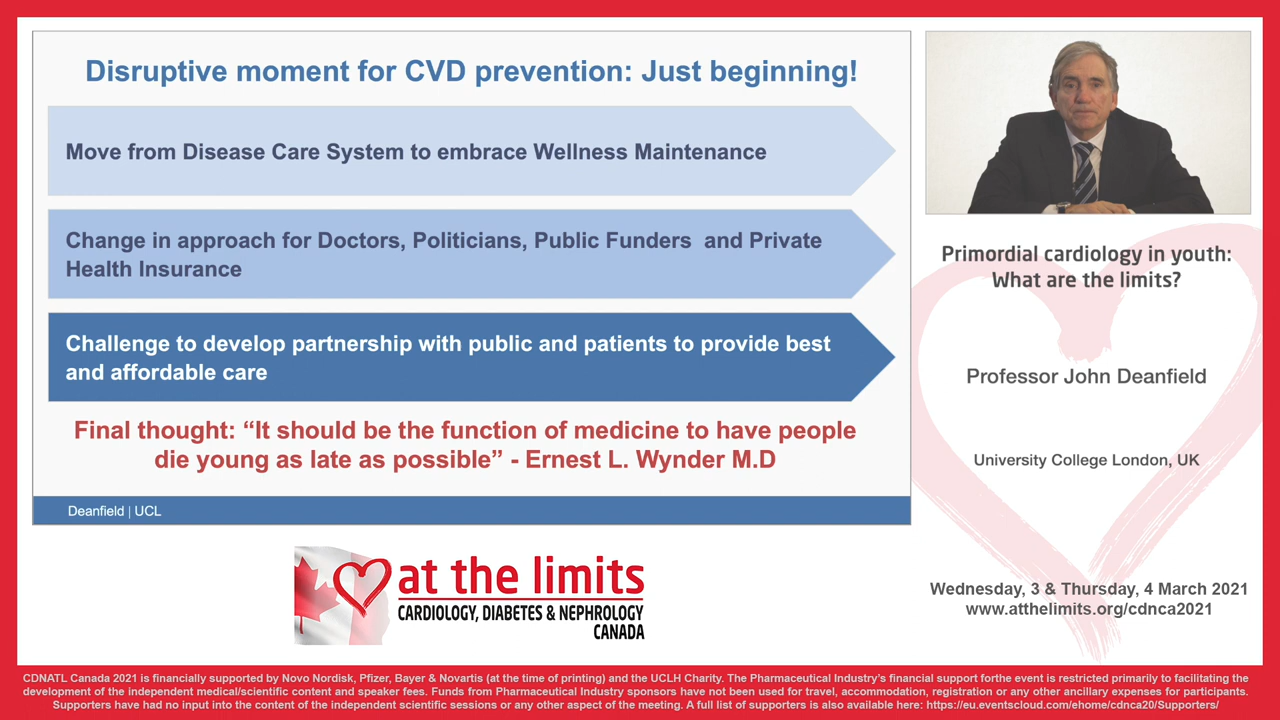 Disruptive moment for CVD prevention: Just beginning!
Move from Disease Care System to embrace Wellness Maintenance
Change in approach for Doctors, Politicians, Public Funders and Private
Health Insurance
Challenge to develop partnership with public and patients to provide best
and affordable care
Final thought: “It should be the function of medicine to have people
die young as late as possible” - Ernest L. Wynder M.D
Deanfield | UCL
Primordial cardiology in youth:
What are the limits?
Professor John Deanfield
University College London, UK
at the limits
CARDIOLOGY, DIABETES & NEPHROLOGY
CANADA
Wednesday, 3 & Thursday, 4 March 2021
www.atthelimits.org/cdnca2021
CDNATL Canada 2021 is financially supported by Novo Nordisk, Pfizer, Bayer & Novartis (at the time of printing) and the UCLH Charity. The Pharmaceutical Industry's financial support forthe event is restricted primarily to facilitating the
development of the independent medical/scientific content and speaker fees. Funds from Pharmaceutical Industry sponsors have not been used for travel, accommodation, registration or any other ancillary expenses for participants.
Supporters have had no input into the content of the independent scientific sessions or any other aspect of the meeting. A full list of supporters is also available here: https://eu.eventscloud.com/ehome/cdnca20/Supporters/